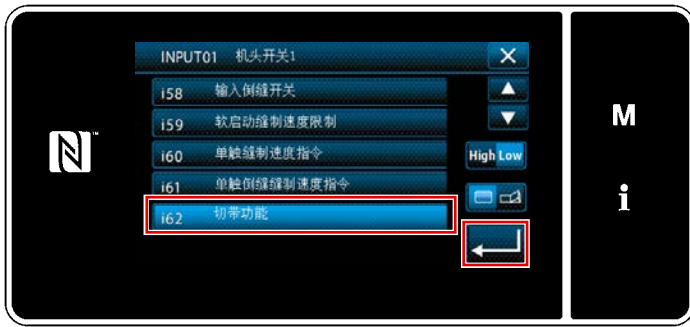 INPUT01 机头开关1
i58 输入倒缝开关
i59 软启动缝制速度限制
i60 单触缝制速度指令
High Low
i61 单触倒缝缝制速度指令
i62 切带功能
M
i